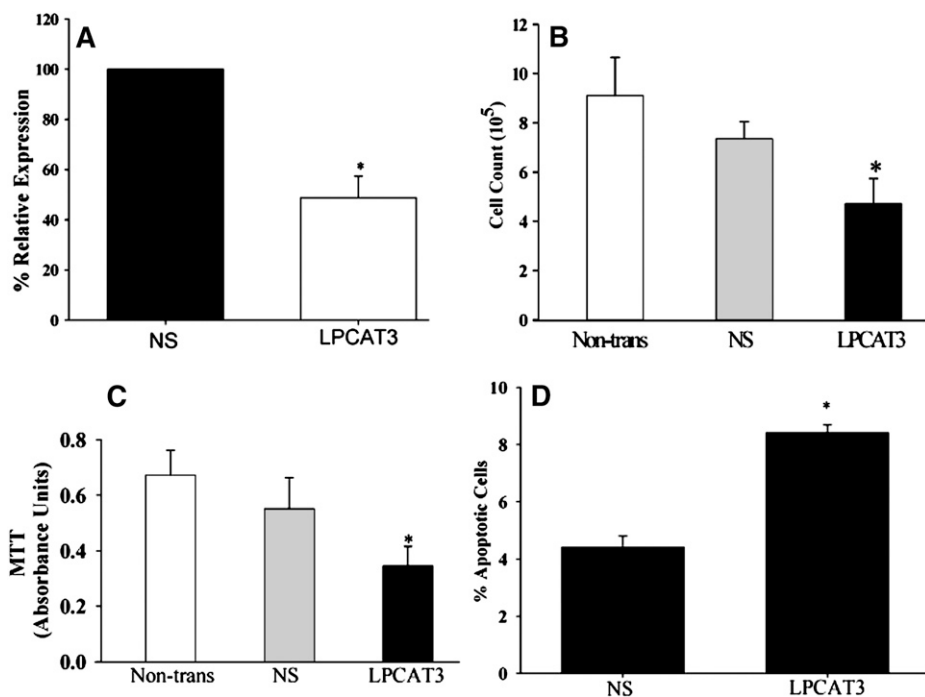 A
% Relative Expression
120
100
80
60
40
20
0
*
NS
LPCAT3
B
Cell Count (10⁵)
12
10
8
6
4
2
0
*
Non-trans
NS
LPCAT3
C
MTT
(Absorbance Units)
0.8
0.6
0.4
0.2
0.0
*
Non-trans
NS
LPCAT3
D
% Apoptotic Cells
10
8
6
4
2
0
*
NS
LPCAT3